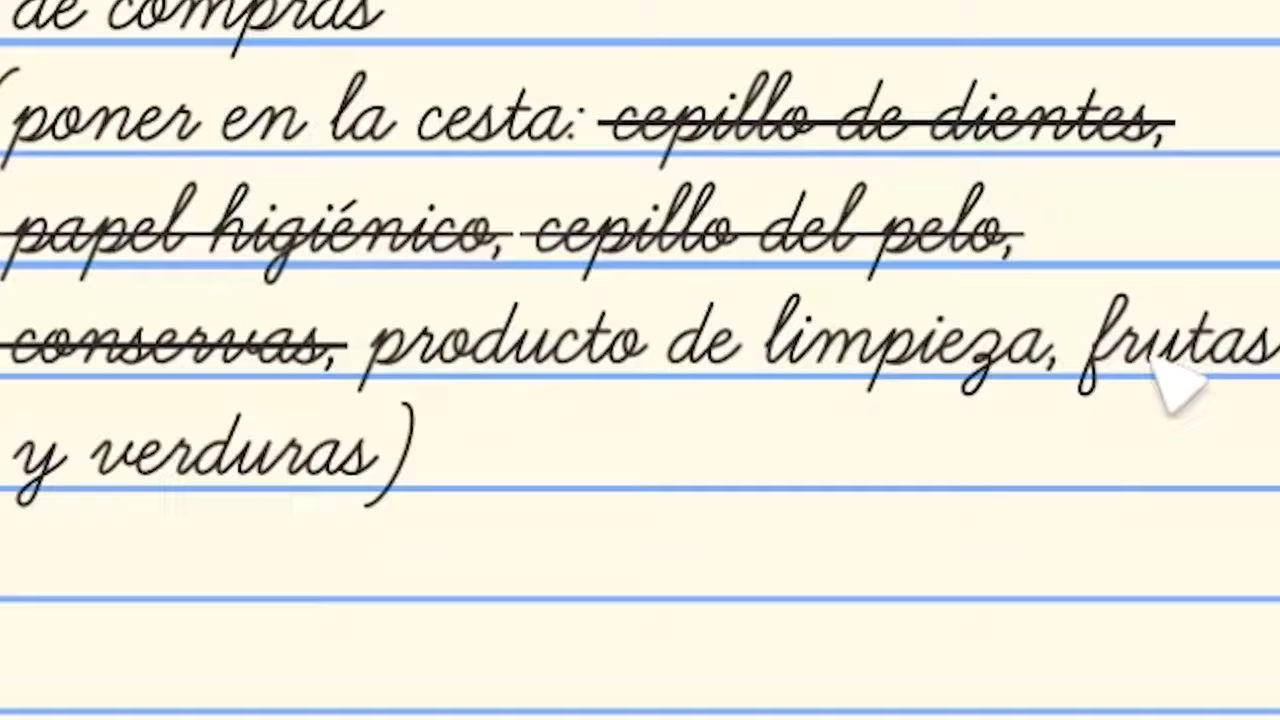 de compras
(poner en la cesta: cepillo de dientes,
papel higiénico, cepillo del pelo,
conservas, producto de limpieza, frutas
y verduras)